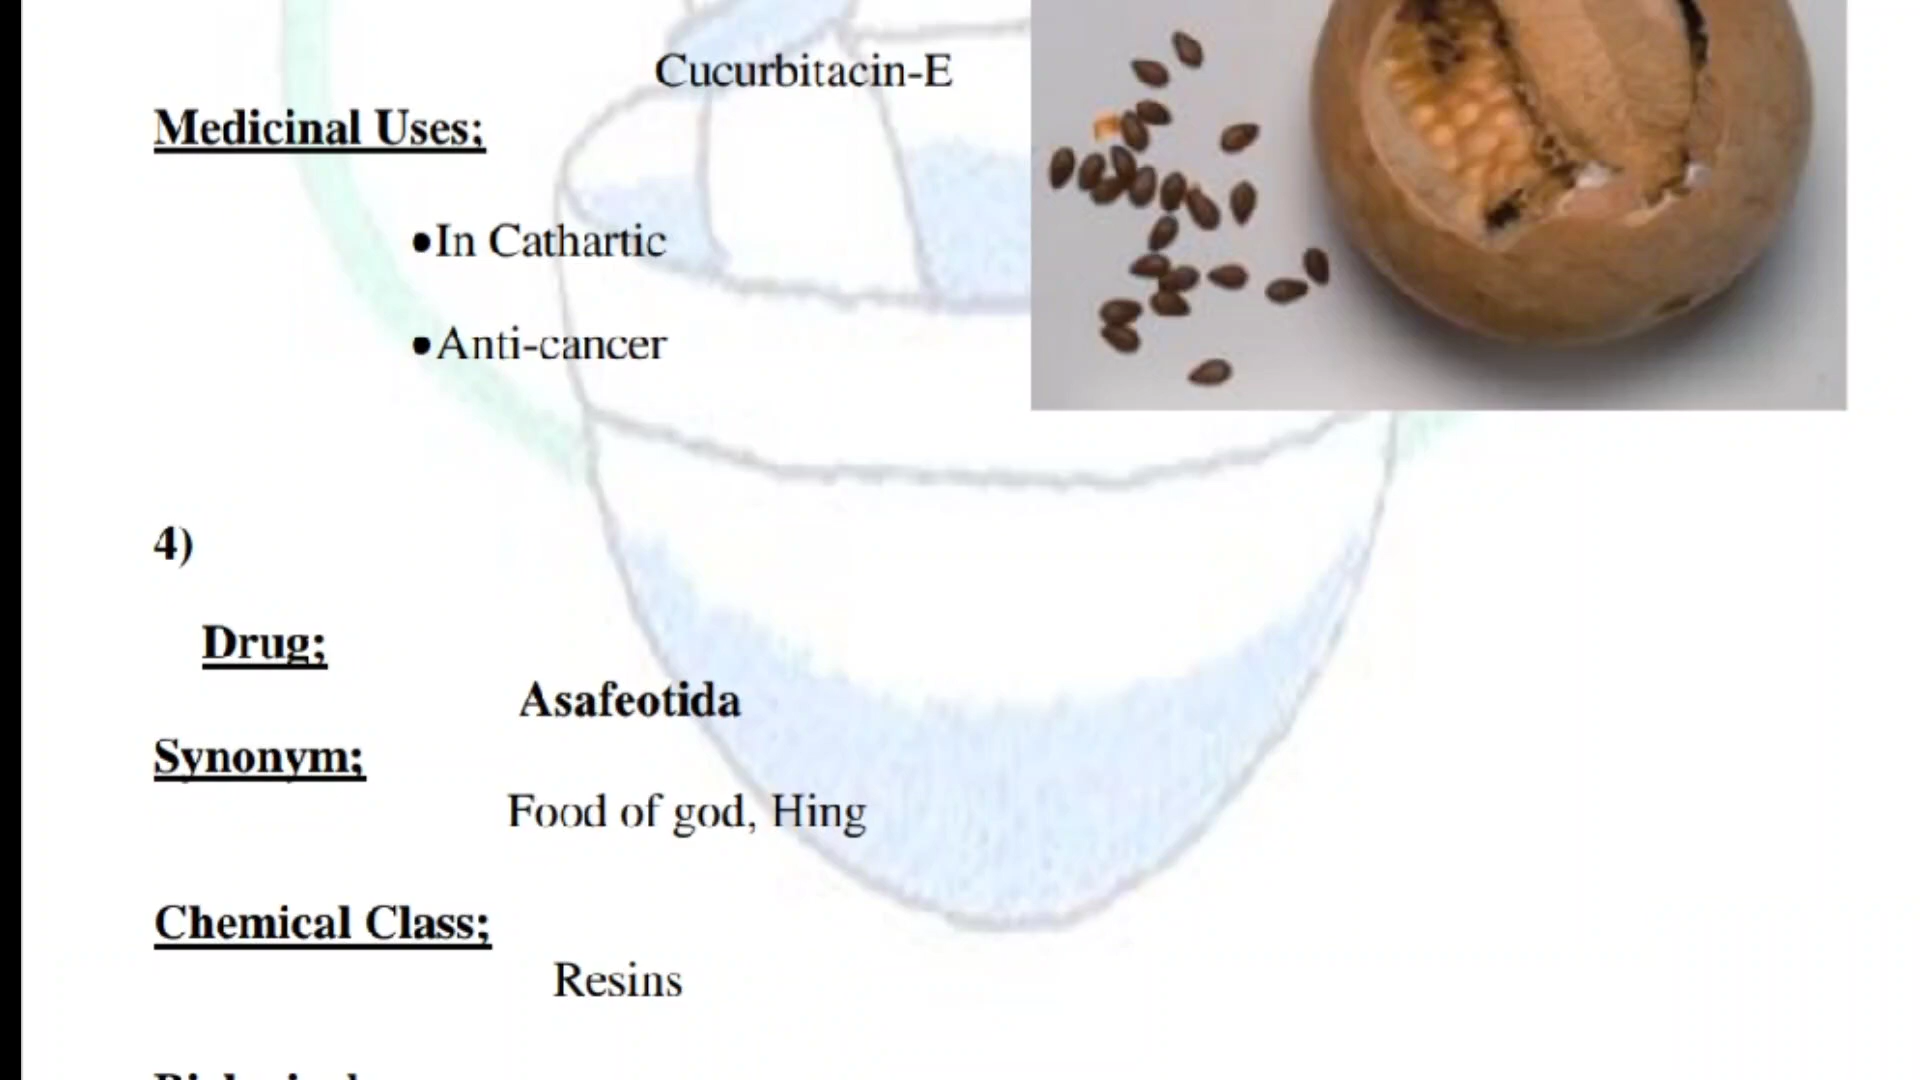 Cucurbitacin-E
Medicinal Uses;
•In Cathartic
•Anti-cancer
4)
Drug;
Asafeotida
Synonym;
Food of god, Hing
Chemical Class;
Resins